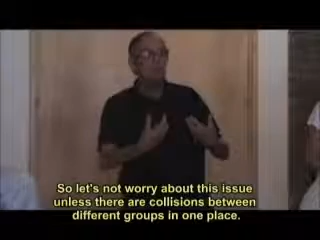 So let's not worry about this issue
unless there are collisions between
different groups in one place.